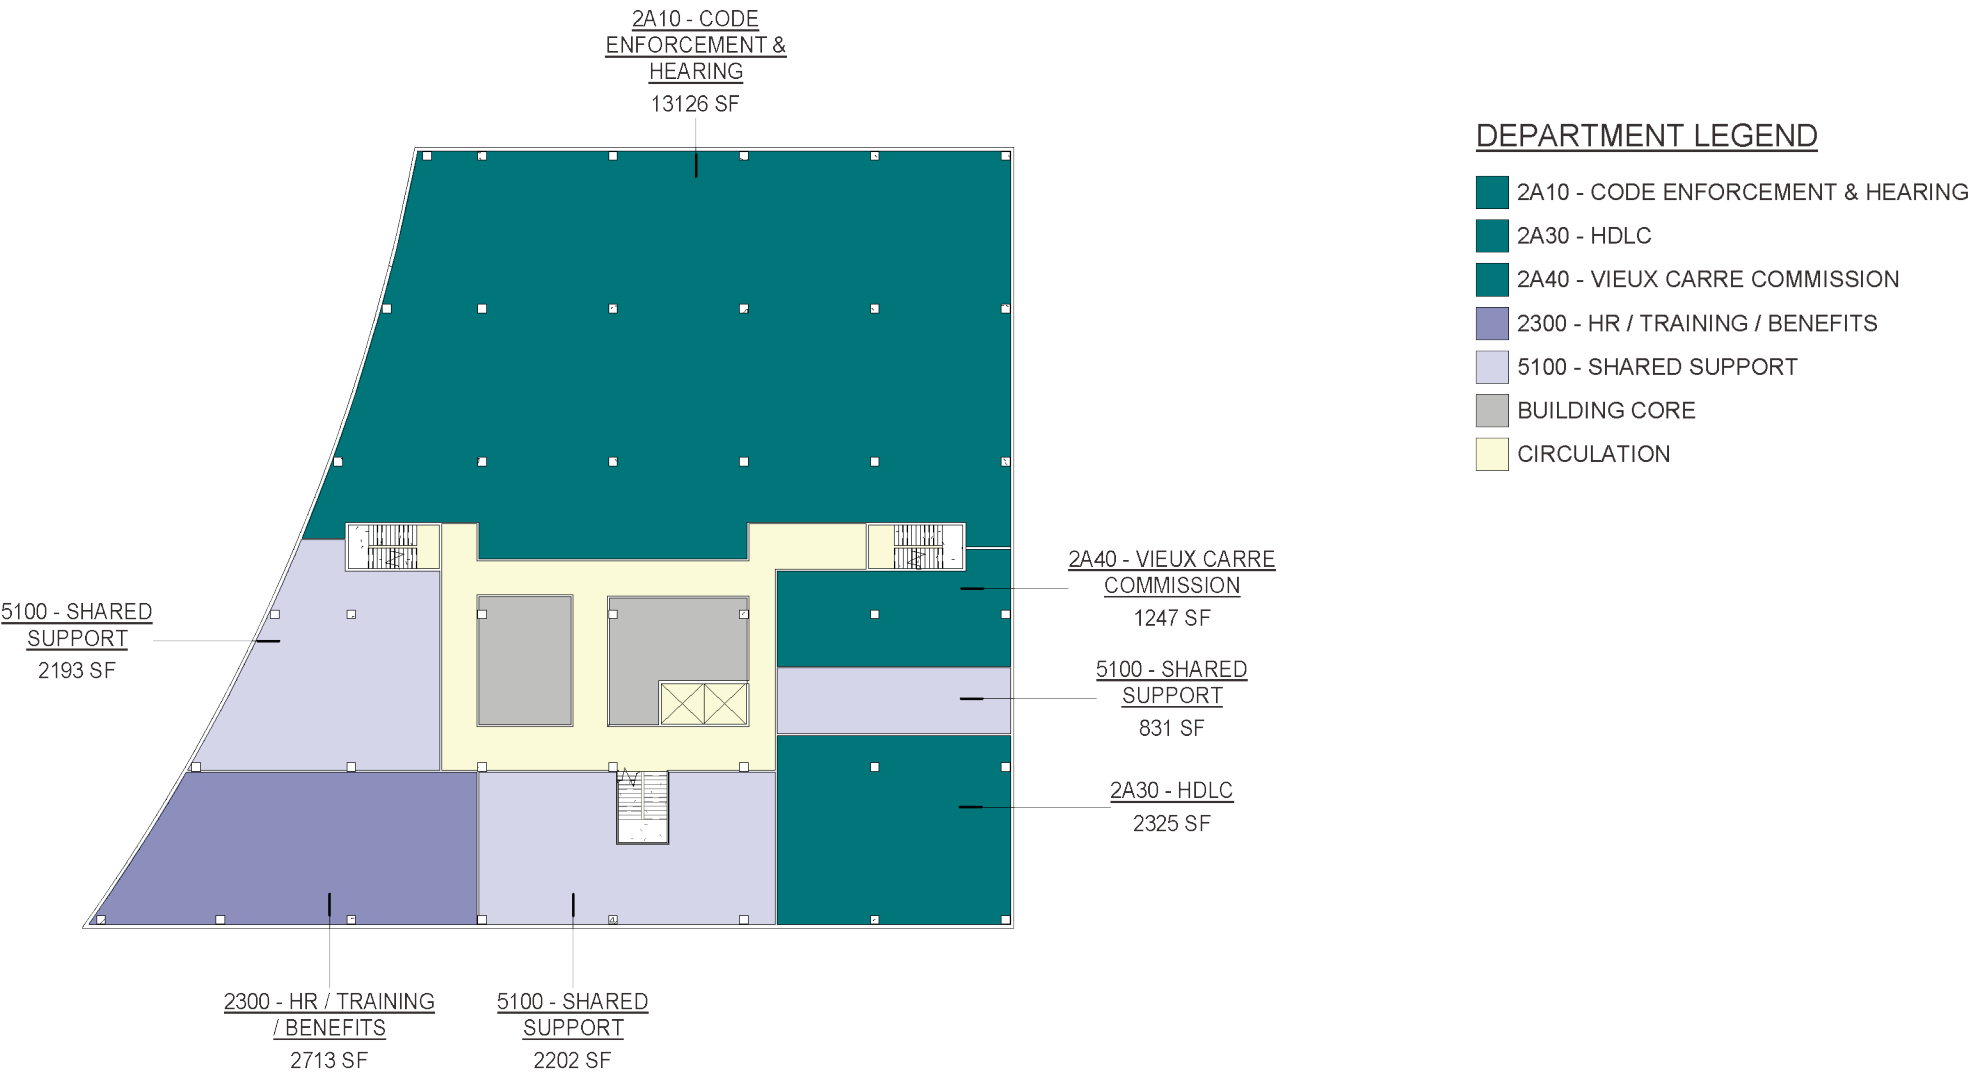 2A10 - CODE
ENFORCEMENT &
HEARING
13126 SF
DEPARTMENT LEGEND
2A10 - CODE ENFORCEMENT & HEARING
2A30 - HDLC
2A40 - VIEUX CARRE COMMISSION
2300 - HR / TRAINING / BENEFITS
5100 - SHARED SUPPORT
BUILDING CORE
CIRCULATION
2A40 - VIEUX CARRE
COMMISSION
1247 SF
5100 - SHARED
SUPPORT
2193 SF
5100 - SHARED
SUPPORT
831 SF
2A30 - HDLC
2325 SF
2300 - HR / TRAINING
/ BENEFITS
2713 SF
5100 - SHARED
SUPPORT
2202 SF